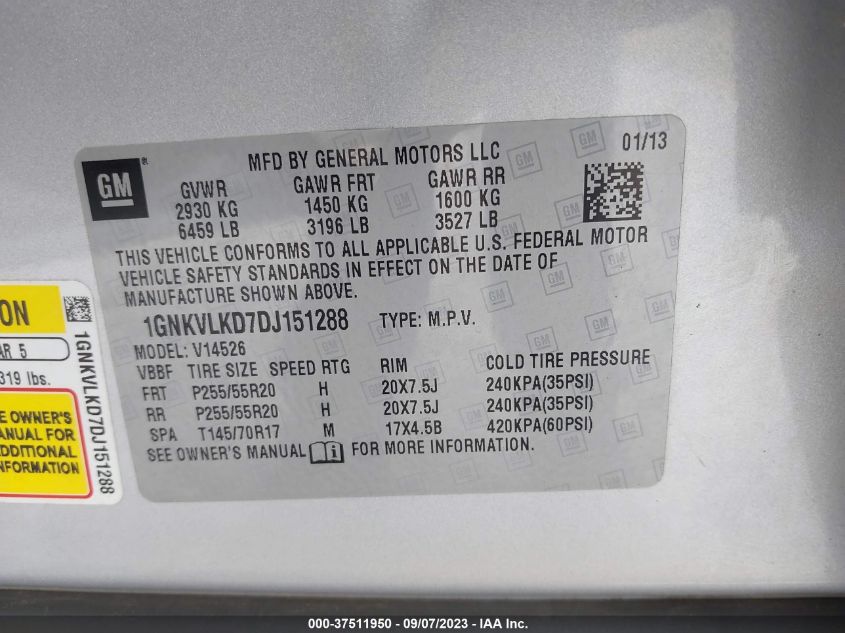 GM
MFD BY GENERAL MOTORS LLC
01/13
GVWR GAWR FRT GAWR RR
2930 KG 1450 KG 1600 KG
6459 LB 3196 LB 3527 LB
THIS VEHICLE CONFORMS TO ALL APPLICABLE U.S. FEDERAL MOTOR
VEHICLE SAFETY STANDARDS IN EFFECT ON THE DATE OF
MANUFACTURE SHOWN ABOVE.
1GNKVLKD7DJ151288 TYPE: M.P.V.
MODEL: V14526
VBBF TIRE SIZE SPEED RTG RIM COLD TIRE PRESSURE
FRT P255/55R20 H 20X7.5J 240KPA(35PSI)
RR P255/55R20 H 20X7.5J 240KPA(35PSI)
SPA T145/70R17 M 17X4.5B 420KPA(60PSI)
SEE OWNER'S MANUAL FOR MORE INFORMATION.
ON
AR 5
319 lbs.
E OWNER'S
ANUAL FOR
DDITIONAL
NFORMATION
1GNKVLKD7DJ151288
000-37511950 - 09/07/2023 - IAA Inc.